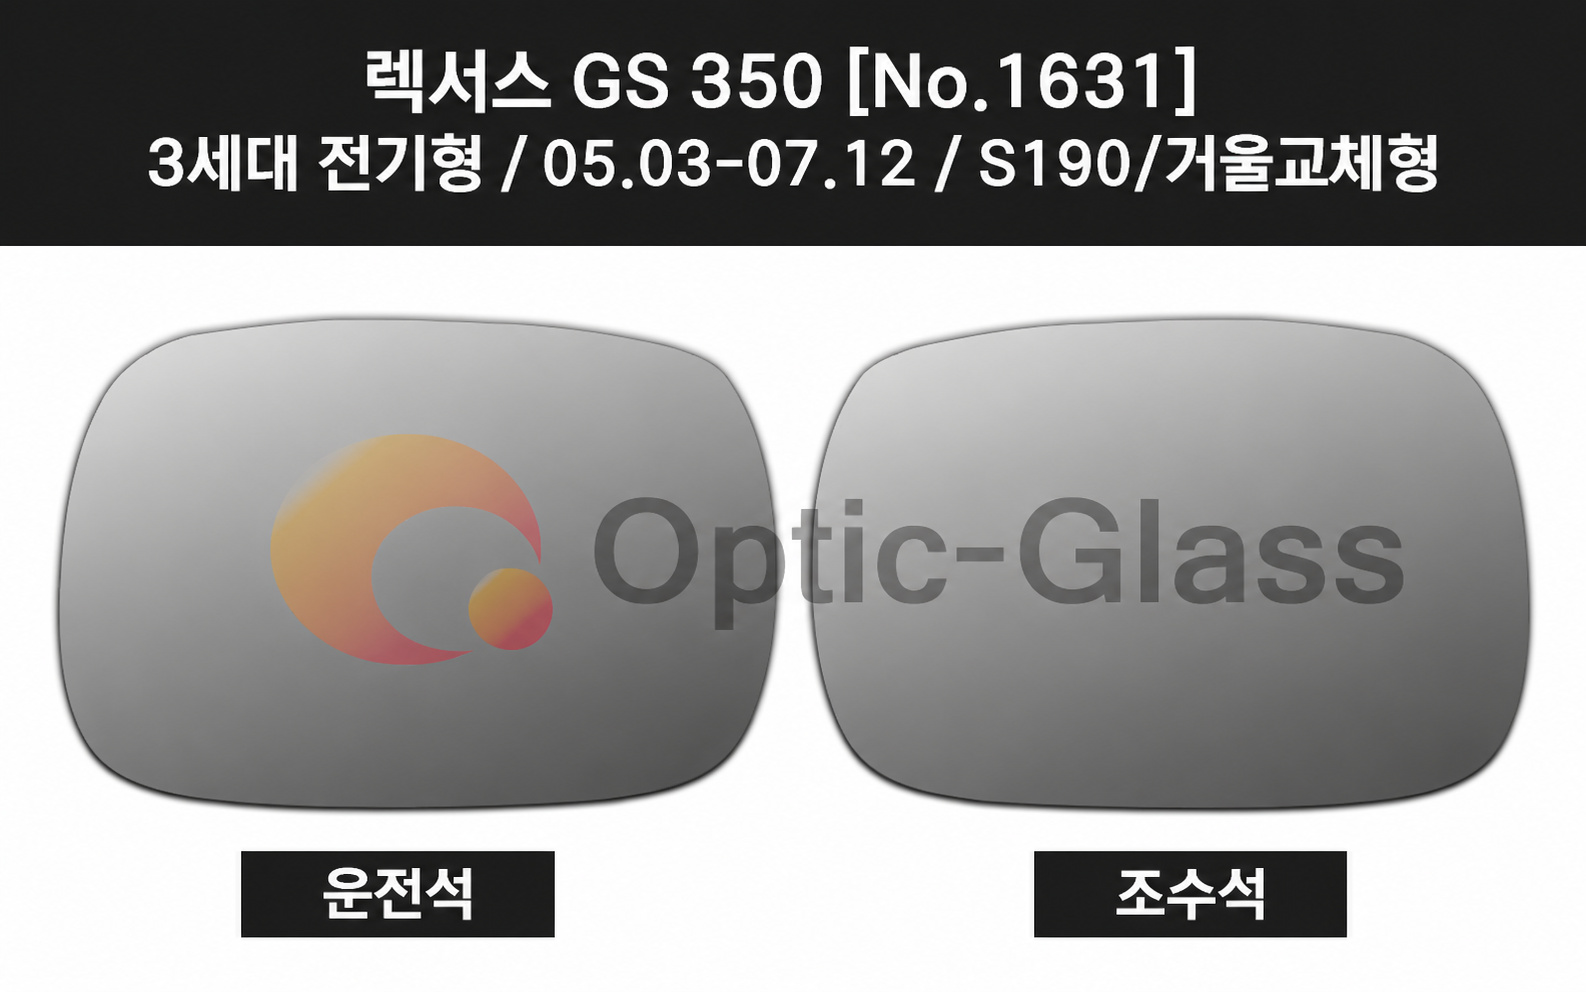 렉서스 GS 350 [No.1631]
3세대 전기형 / 05.03-07.12 / S190/거울교체형
Optic-Glass
운전석
조수석